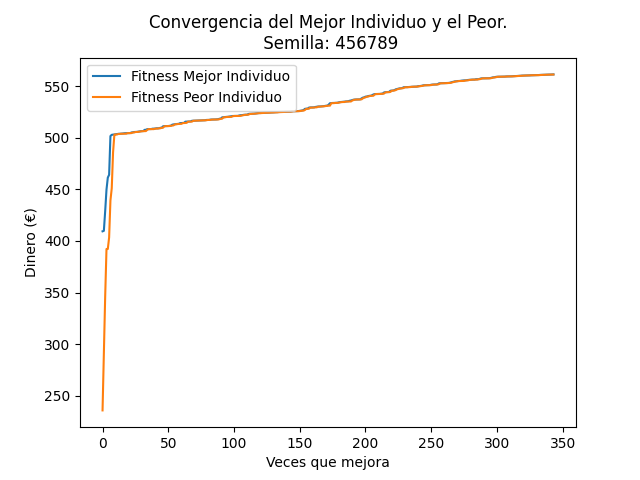 Convergencia del Mejor Individuo y el Peor.
Semilla: 456789
Fitness Mejor Individuo
Fitness Peor Individuo
Dinero (€)
550
500
450
400
350
300
250
0 50 100 150 200 250 300 350
Veces que mejora